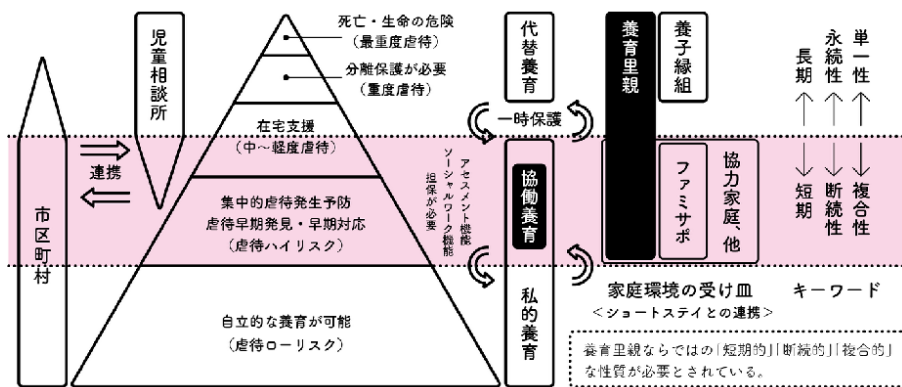 市区町村
連携
児童相談所
死亡・生命の危険
(最重度虐待)
分離保護が必要
(重度虐待)
在宅支援
(中〜軽度虐待)
集中的虐待発生予防
虐待早期発見・早期対応
(虐待ハイリスク)
自立的な養育が可能
(虐待ローリスク)
アセスメント機能
ソーシャルワーク機能
担保が必要
代替養育
一時保護
協働養育
私的養育
養育里親
養子縁組
ファミサポ
協力家庭、他
家庭環境の受け皿
<ショートステイとの連携>
長期
永続性
単一性
短期
断続性
複合性
キーワード
養育里親ならではの「短期的」「断続的」「複合的」
な性質が必要とされている。